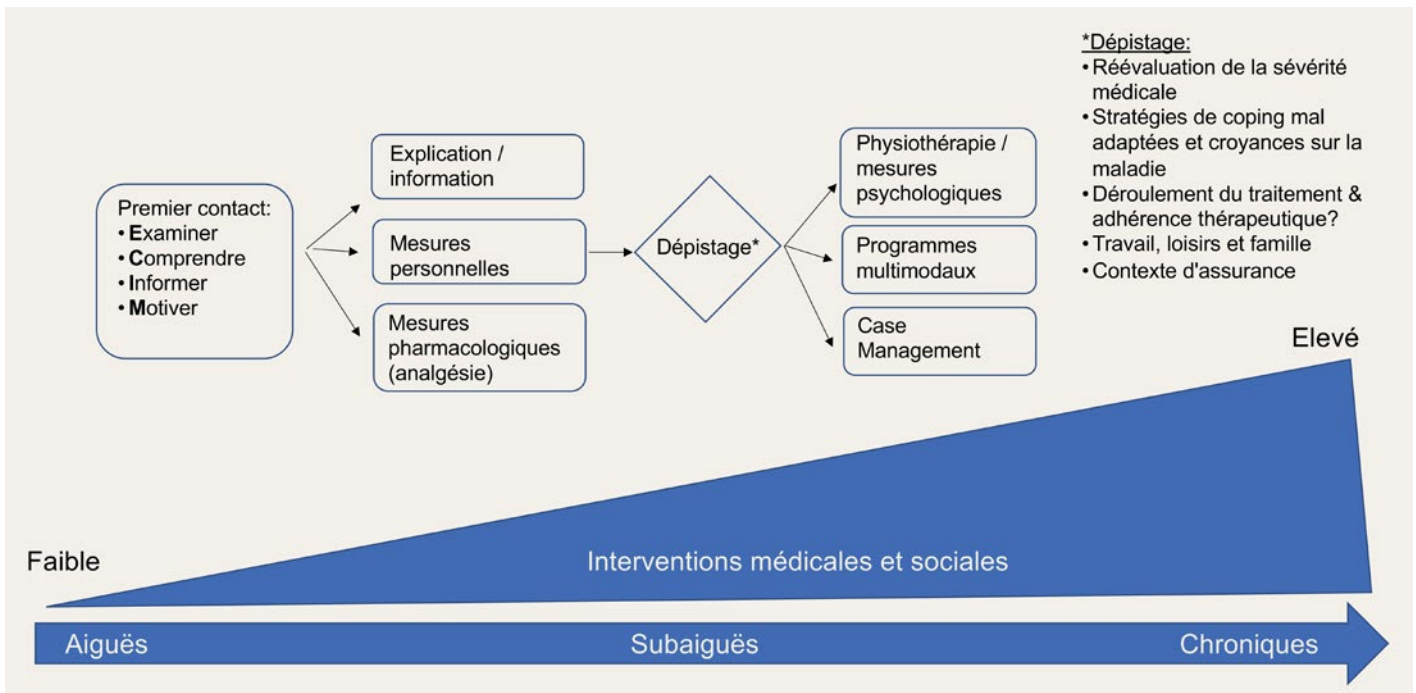 Premier contact:
• Examiner
• Comprendre
• Informer
• Motiver
Explication /
information
Mesures
personnelles
Mesures
pharmacologiques
(analgésie)
Dépistage*
Physiothérapie /
mesures
psychologiques
Programmes
multimodaux
Case
Management
*Dépistage:
• Réévaluation de la sévérité
médicale
• Stratégies de coping mal
adaptées et croyances sur la
maladie
• Déroulement du traitement &
adhérence thérapeutique?
• Travail, loisirs et famille
• Contexte d'assurance
Elevé
Faible
Interventions médicales et sociales
Aiguës
Subaiguës
Chroniques